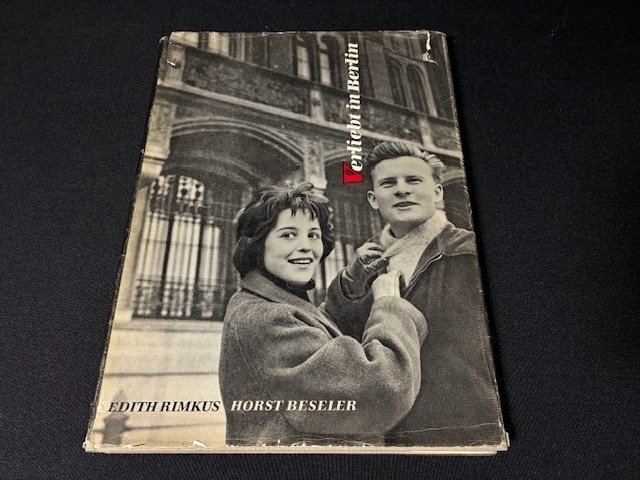 Verliebt in Berlin
EDITH RIMKUS HORST BESELER